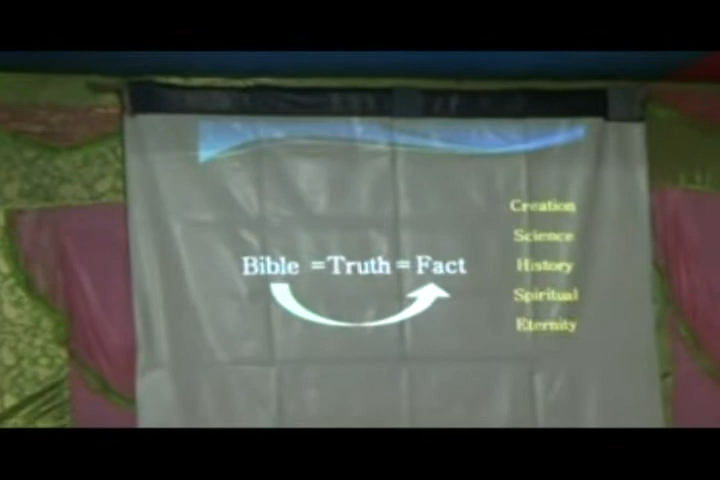 Bible =Truth = Fact
Creation
Science
History
Spiritual
Eternity